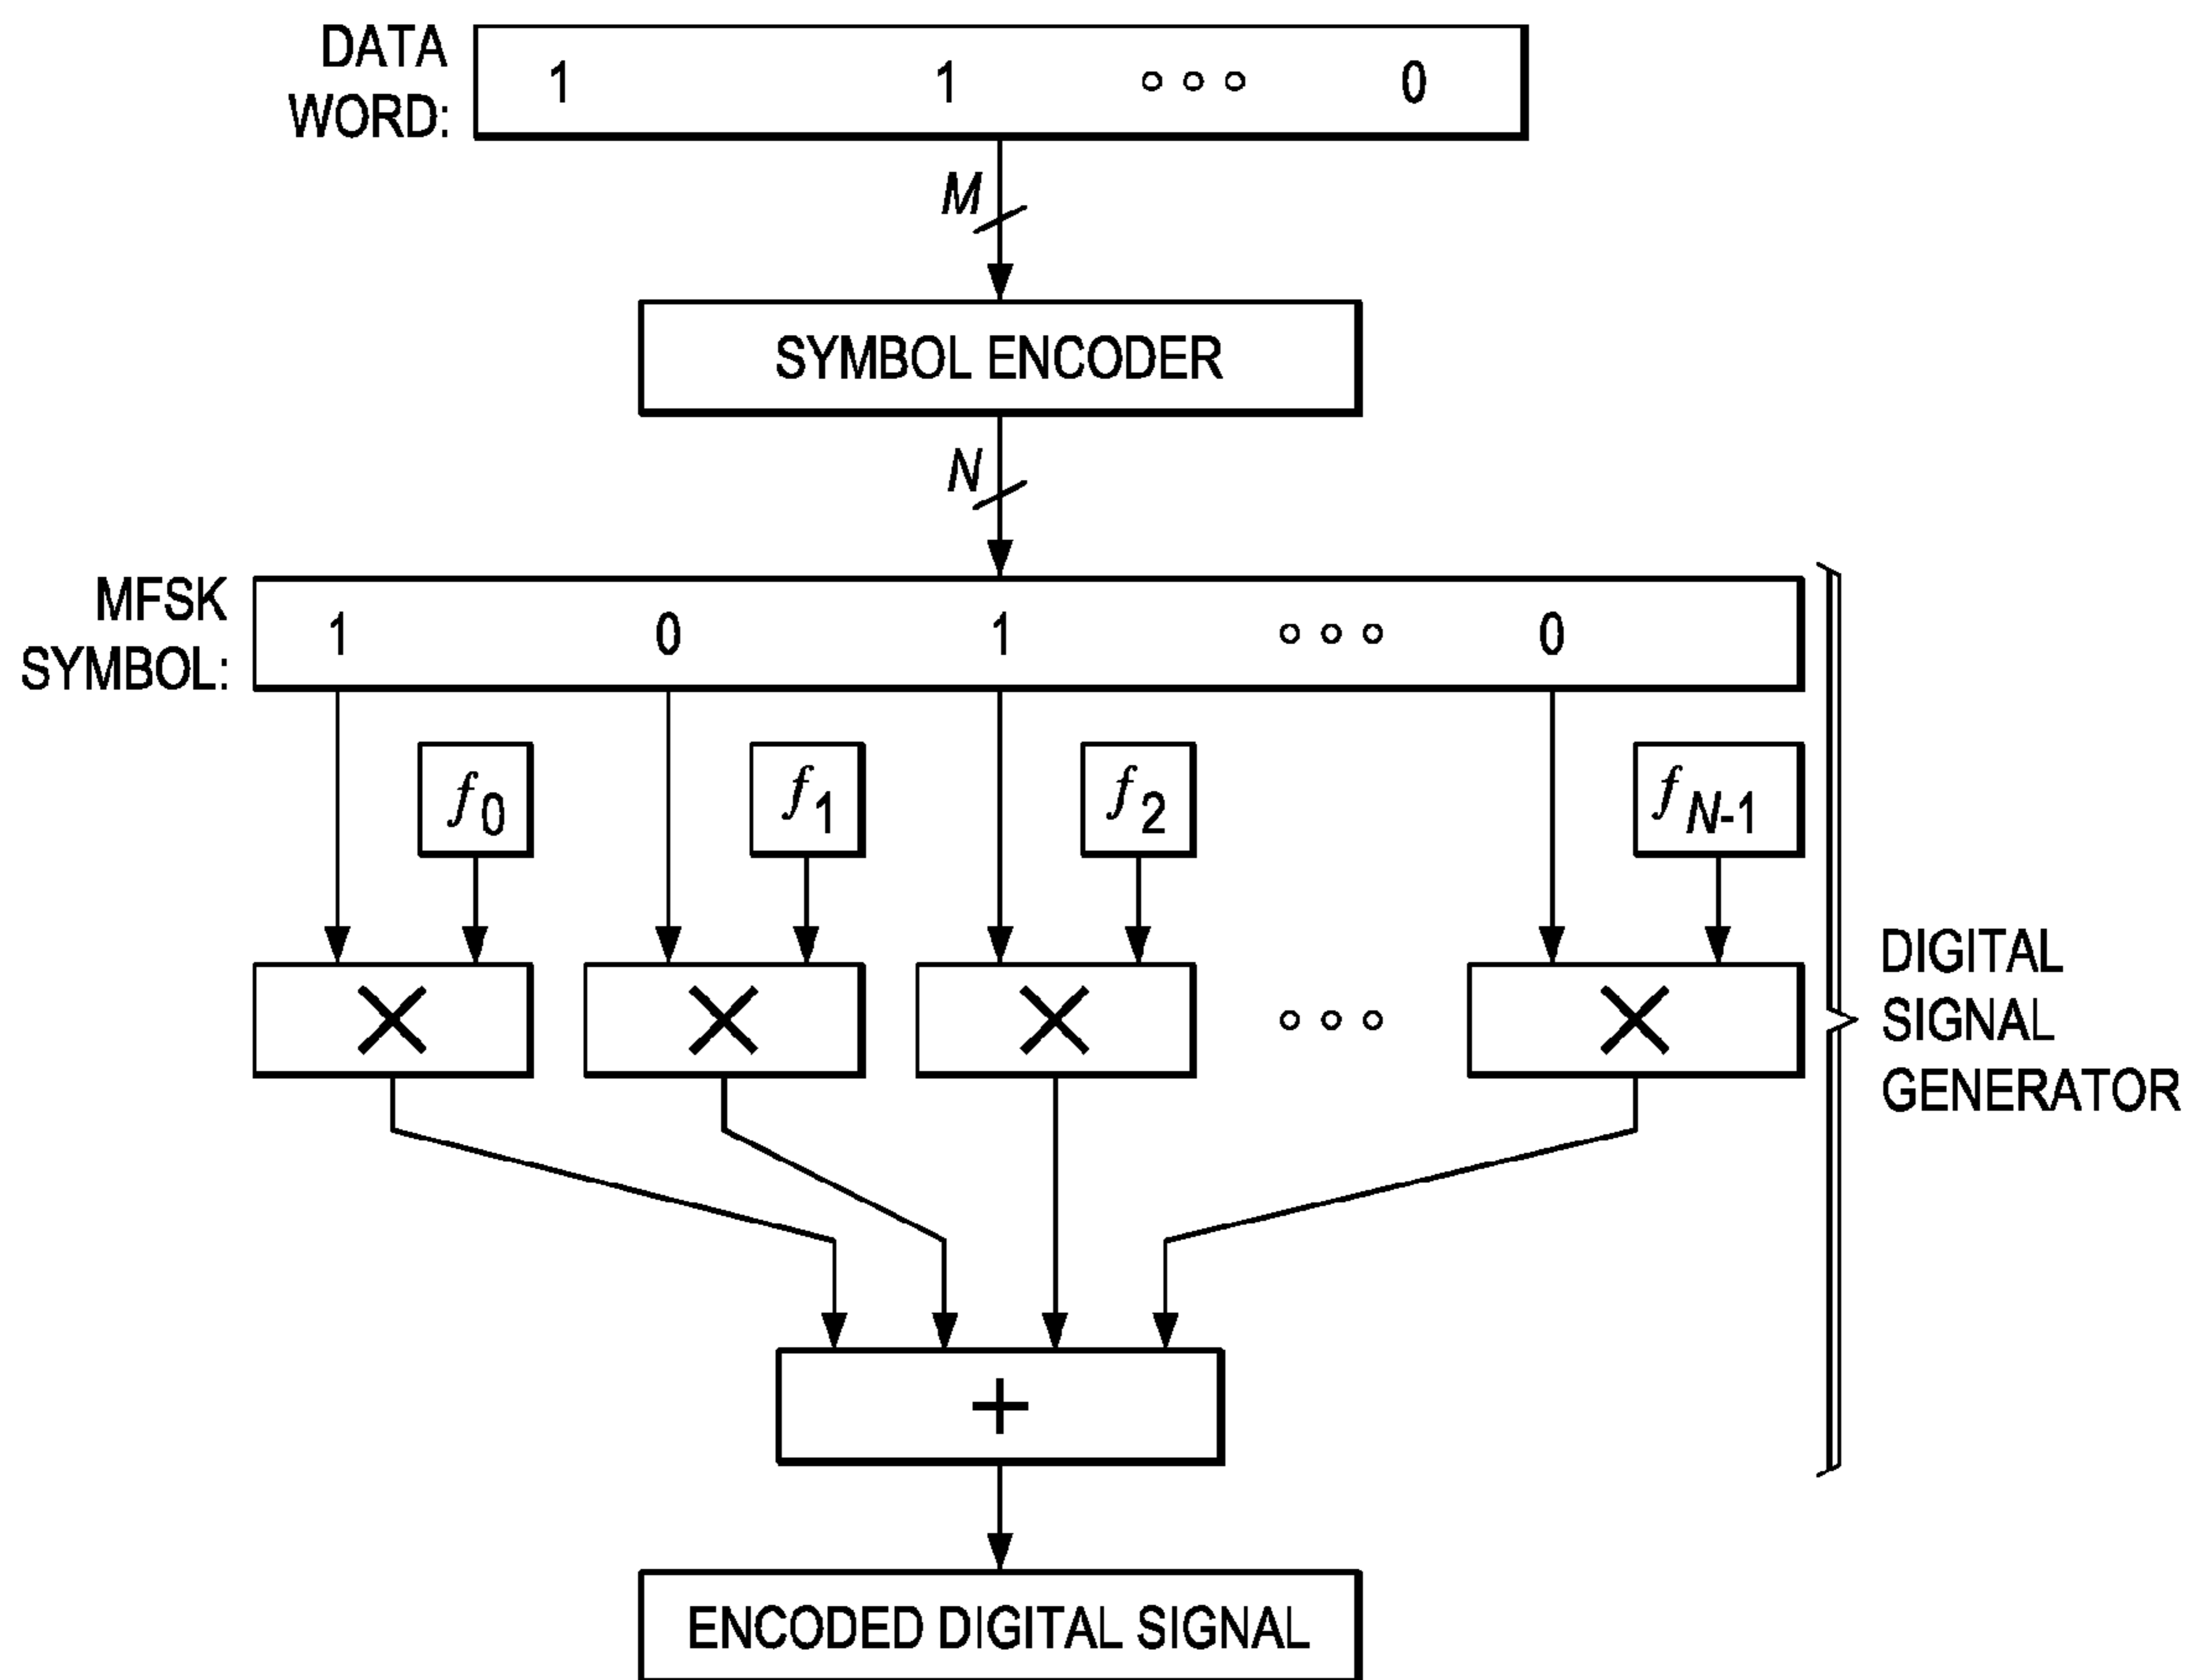 DATA
WORD:
1 1 ° ° ° 0
M
SYMBOL ENCODER
N
MFSK
SYMBOL:
1 0 1 ° ° ° 0
f0 f1 f2 fN-1
× × × ° ° ° ×
DIGITAL
SIGNAL
GENERATOR
+
ENCODED DIGITAL SIGNAL